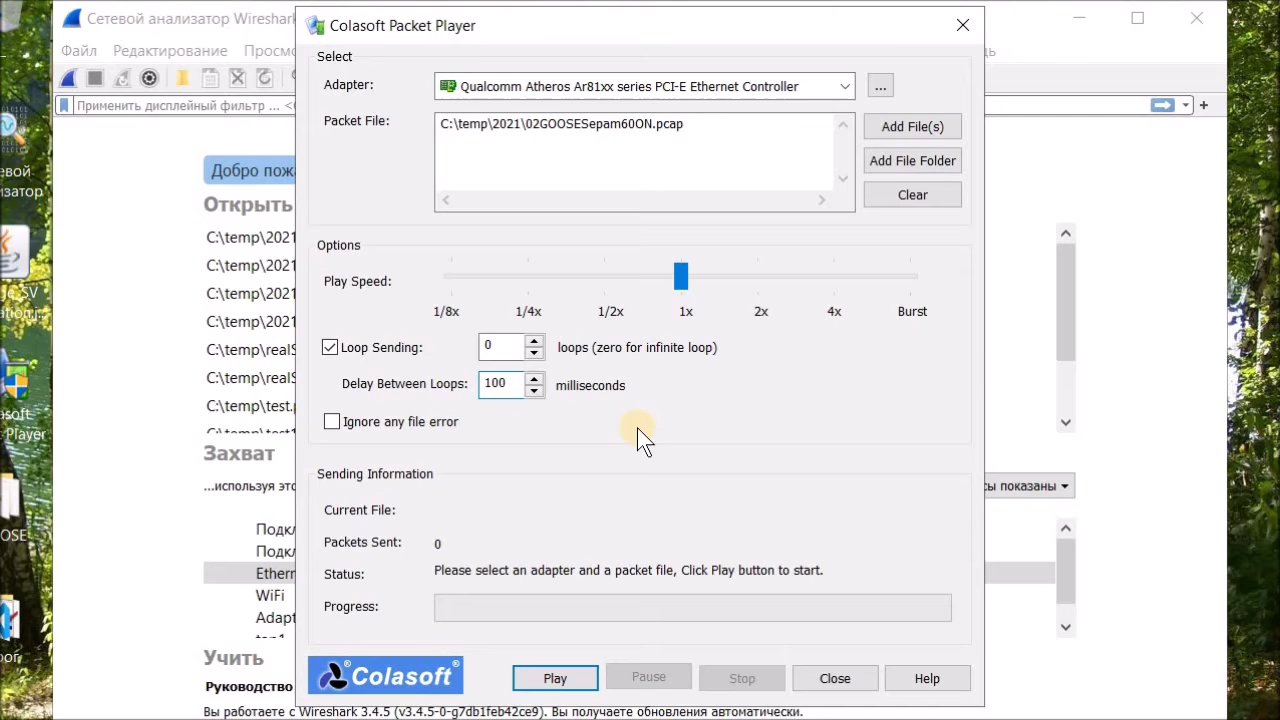 Сетевой анализатор Wireshark
Colasoft Packet Player
Файл Редактирование Просмо
Select
Adapter:
Qualcomm Atheros Ar81xx series PCI-E Ethernet Controller
...
Применить дисплейный фильтр ... <
Packet File:
C:\temp\2021\02GOOSESepam60ON.pcap
Add File(s)
Add File Folder
Clear
Добро пожа
Открыть
C:\temp\2021
C:\temp\2021
C:\temp\2021
C:\temp\2021
C:\temp\realS
C:\temp\realS
C:\temp\test.p
C:\temp\test1
Options
Play Speed:
1/8x 1/4x 1/2x 1x 2x 4x Burst
Loop Sending: 0 loops (zero for infinite loop)
Delay Between Loops: 100 milliseconds
Ignore any file error
Захват
...используя это
сы показаны
Подкл
Подкл
Ethern
WiFi
Adapt
Sending Information
Current File:
Packets Sent: 0
Status: Please select an adapter and a packet file, Click Play button to start.
Progress:
Учить
Руководство
Colasoft
Play Pause Stop Close Help
Вы работаете с Wireshark 3.4.5 (v3.4.5-0-g7db1feb42ce9). Вы получаете обновления автоматически.
Player